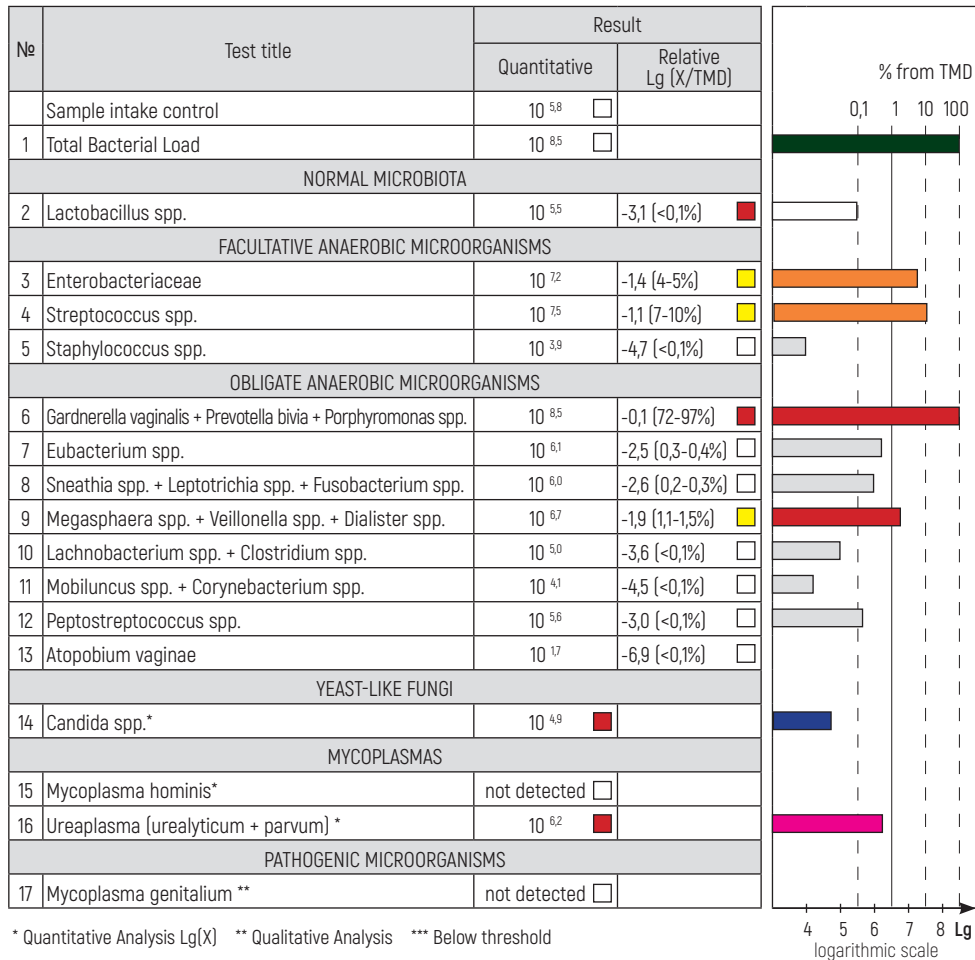 № Test title Result
Quantitative Relative Lg (X/TMD)
% from TMD
Sample intake control 10 5,8
0,1 1 10 100
1 Total Bacterial Load 10 8,5
NORMAL MICROBIOTA
2 Lactobacillus spp. 10 5,5 -3,1 (<0,1%)
FACULTATIVE ANAEROBIC MICROORGANISMS
3 Enterobacteriaceae 10 7,2 -1,4 (4-5%)
4 Streptococcus spp. 10 7,5 -1,1 (7-10%)
5 Staphylococcus spp. 10 3,9 -4,7 (<0,1%)
OBLIGATE ANAEROBIC MICROORGANISMS
6 Gardnerella vaginalis + Prevotella bivia + Porphyromonas spp. 10 8,5 -0,1 (72-97%)
7 Eubacterium spp. 10 6,1 -2,5 (0,3-0,4%)
8 Sneathia spp. + Leptotrichia spp. + Fusobacterium spp. 10 6,0 -2,6 (0,2-0,3%)
9 Megasphaera spp. + Veillonella spp. + Dialister spp. 10 6,7 -1,9 (1,1-1,5%)
10 Lachnobacterium spp. + Clostridium spp. 10 5,0 -3,6 (<0,1%)
11 Mobiluncus spp. + Corynebacterium spp. 10 4,1 -4,5 (<0,1%)
12 Peptostreptococcus spp. 10 5,6 -3,0 (<0,1%)
13 Atopobium vaginae 10 1,7 -6,9 (<0,1%)
YEAST-LIKE FUNGI
14 Candida spp.* 10 4,9
MYCOPLASMAS
15 Mycoplasma hominis* not detected
16 Ureaplasma (urealyticum + parvum) * 10 6,2
PATHOGENIC MICROORGANISMS
17 Mycoplasma genitalium ** not detected
4 5 6 7 8 Lg
logarithmic scale
* Quantitative Analysis Lg(X) ** Qualitative Analysis *** Below threshold